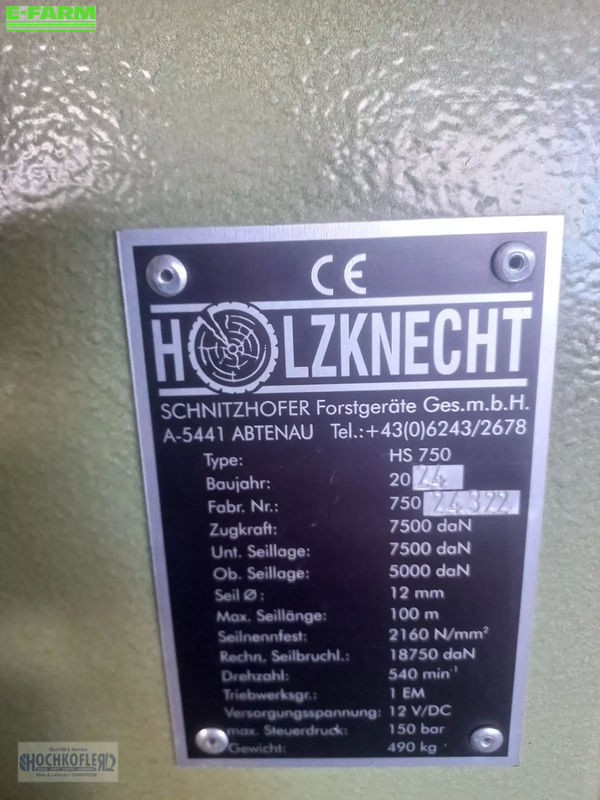 E-FARM
CE
HOLZKNECHT
SCHNITZHOFER Forstgeräte Ges.m.b.H.
A-5441 ABTENAU Tel.:+43(0)6243/2678
Type: HS 750
Baujahr: 2024
Fabr. Nr.: 750 24.322
Zugkraft: 7500 daN
Unt. Seillage: 7500 daN
Ob. Seillage: 5000 daN
Seil Ø: 12 mm
Max. Seillänge: 100 m
Seilnennfest.: 2160 N/mm²
Rechn. Seilbruchl.: 18750 daN
Drehzahl: 540 min⁻¹
Triebwerksgr.: 1 EM
Versorgungsspannung: 12 V/DC
max. Steuerdruck: 150 bar
Gewicht: 490 kg
HOCHKOFLER